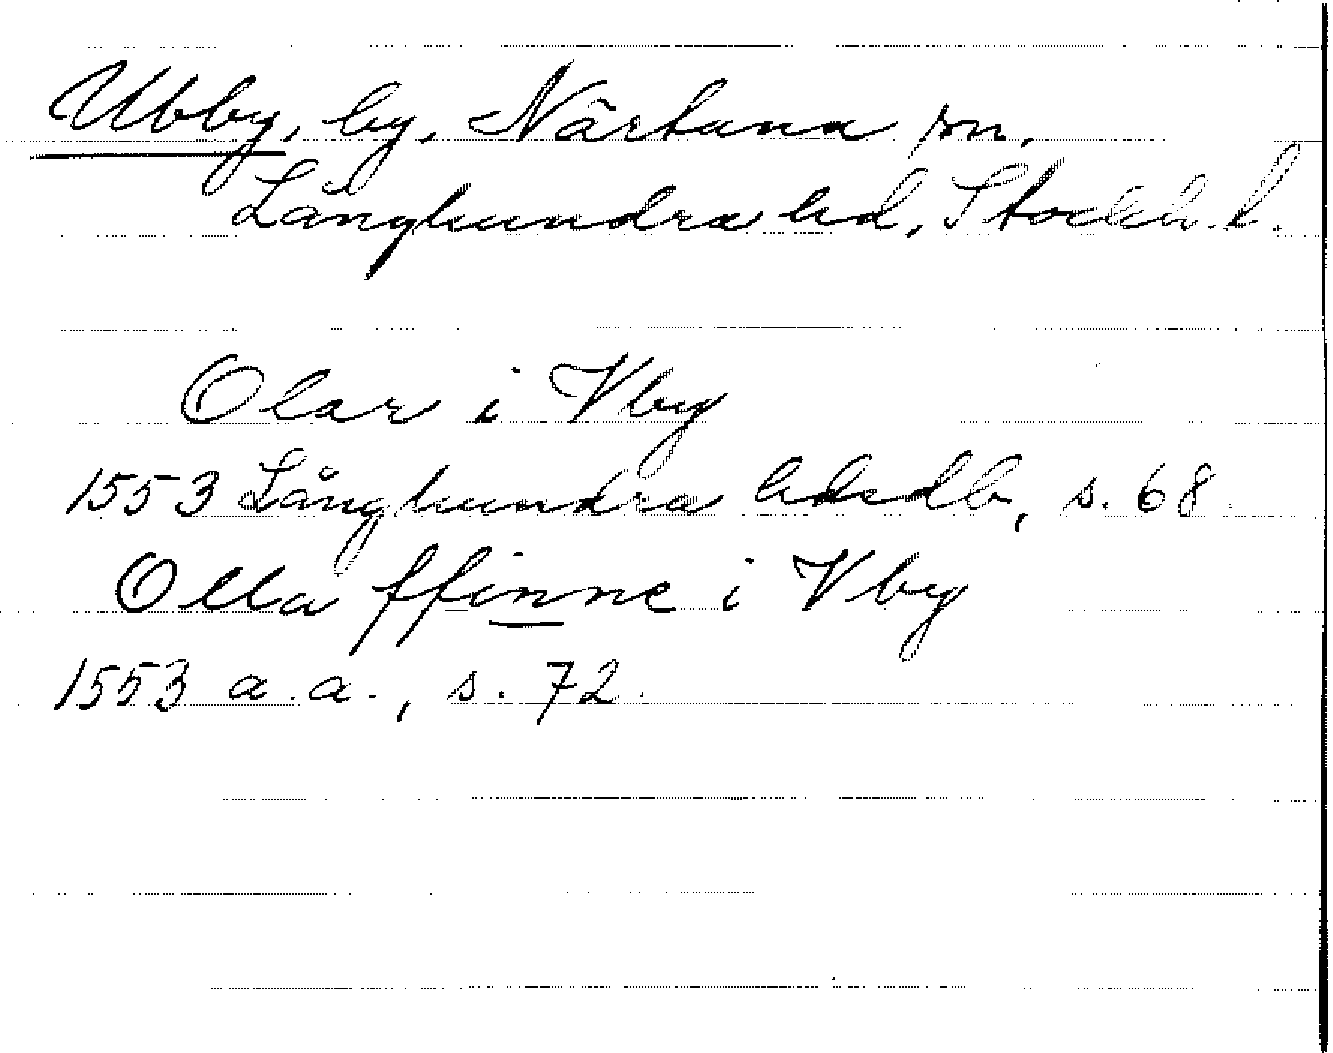 Ubby, by, Närtuna sn,
Långhundra hd, Stockh. l.
Olar i Vby
1553 Långhundra hdsdb, s. 68
Olla ffinne i Vby
1553 a.a., s. 72.